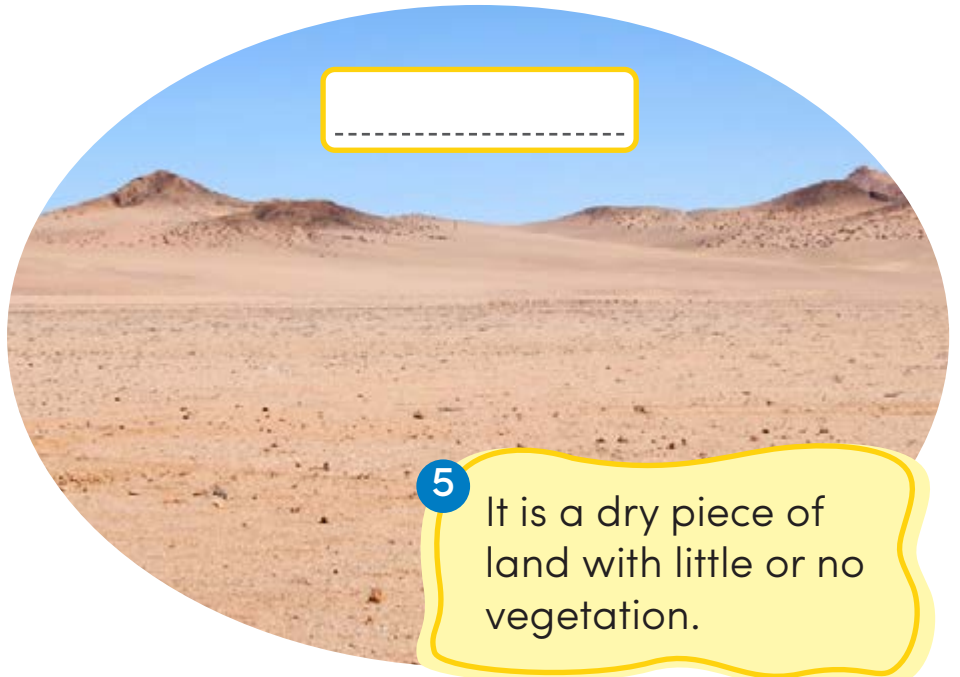 5
It is a dry piece of
land with little or no
vegetation.